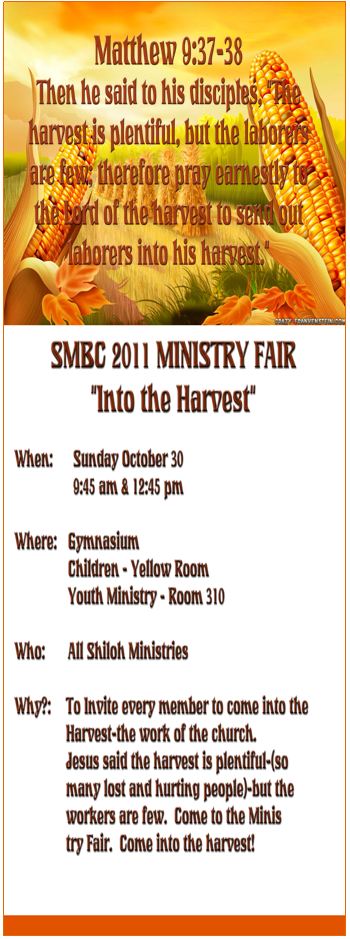 Matthew 9:37-38
Then he said to his disciples, "The
harvest is plentiful, but the laborers
are few; therefore pray earnestly to
the Lord of the harvest to send out
laborers into his harvest."
CRAZY-FRANKENSTEIN.COM
SMBC 2011 MINISTRY FAIR
"Into the Harvest"
When: Sunday October 30
9:45 am & 12:45 pm
Where: Gymnasium
Children - Yellow Room
Youth Ministry - Room 310
Who: All Shiloh Ministries
Why?: To Invite every member to come into the
Harvest-the work of the church.
Jesus said the harvest is plentiful-(so
many lost and hurting people)-but the
workers are few. Come to the Minis
try Fair. Come into the harvest!